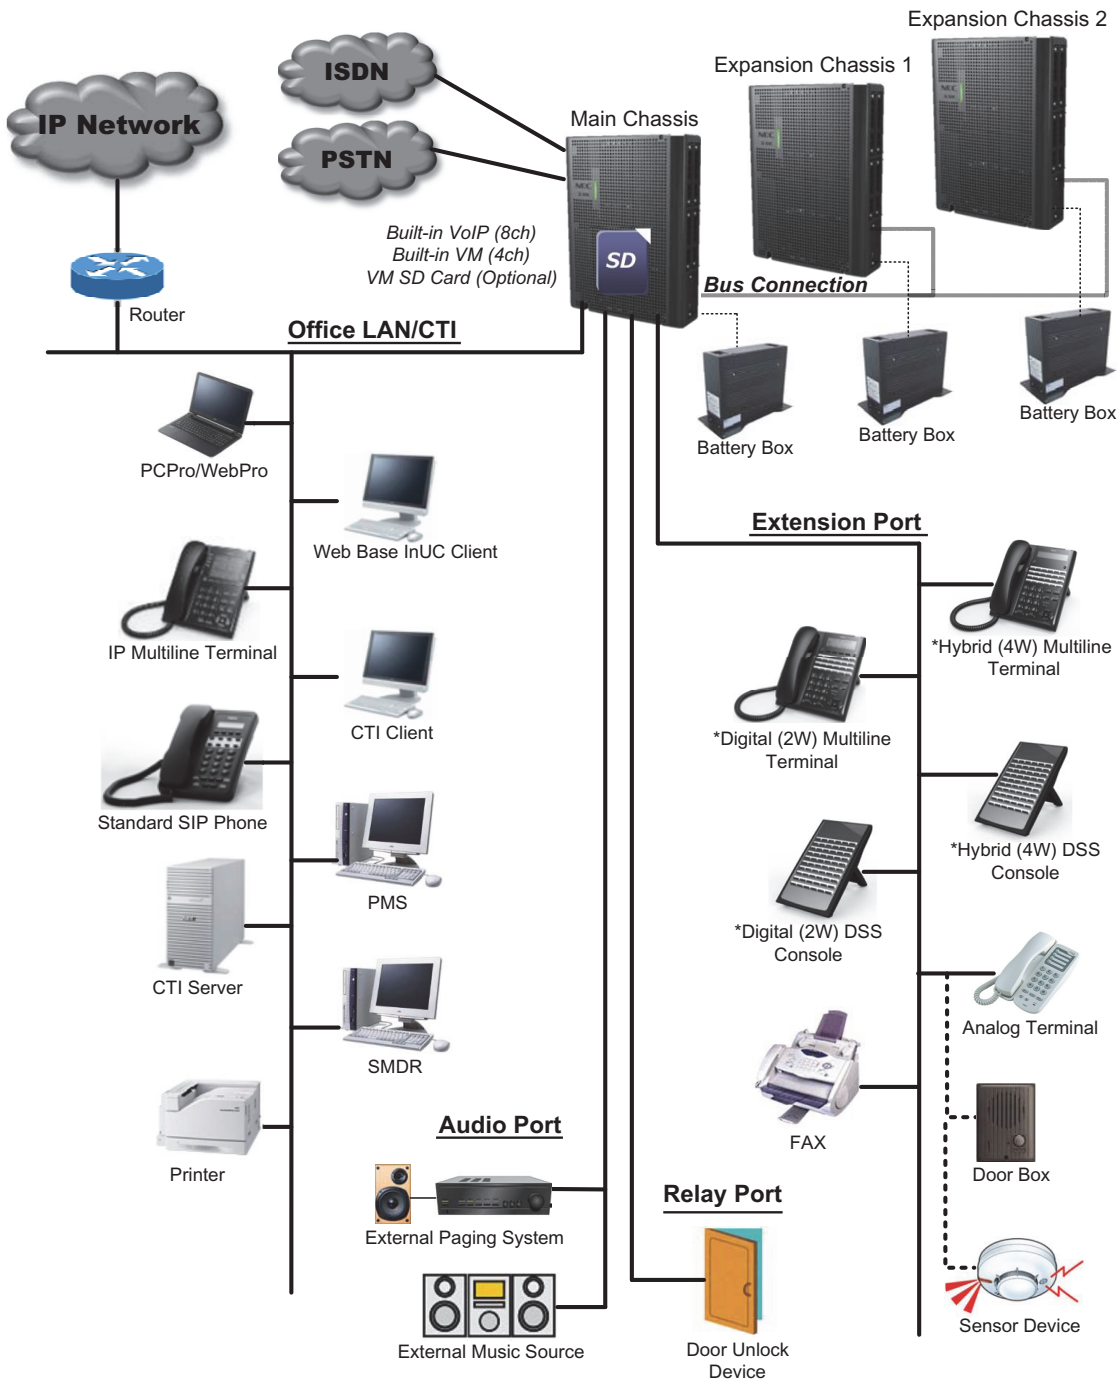 Expansion Chassis 2
Expansion Chassis 1
Main Chassis
ISDN
IP Network
PSTN
NEC
NEC
NEC
Built-in VoIP (8ch)
Built-in VM (4ch)
VM SD Card (Optional)
SD
Bus Connection
Router
Office LAN/CTI
Battery Box
Battery Box
Battery Box
PCPro/WebPro
Web Base InUC Client
IP Multiline Terminal
CTI Client
Standard SIP Phone
PMS
CTI Server
SMDR
Printer
Extension Port
*Hybrid (4W) Multiline
Terminal
*Digital (2W) Multiline
Terminal
*Hybrid (4W) DSS
Console
*Digital (2W) DSS
Console
Analog Terminal
FAX
Door Box
Sensor Device
Audio Port
External Paging System
External Music Source
Relay Port
Door Unlock
Device